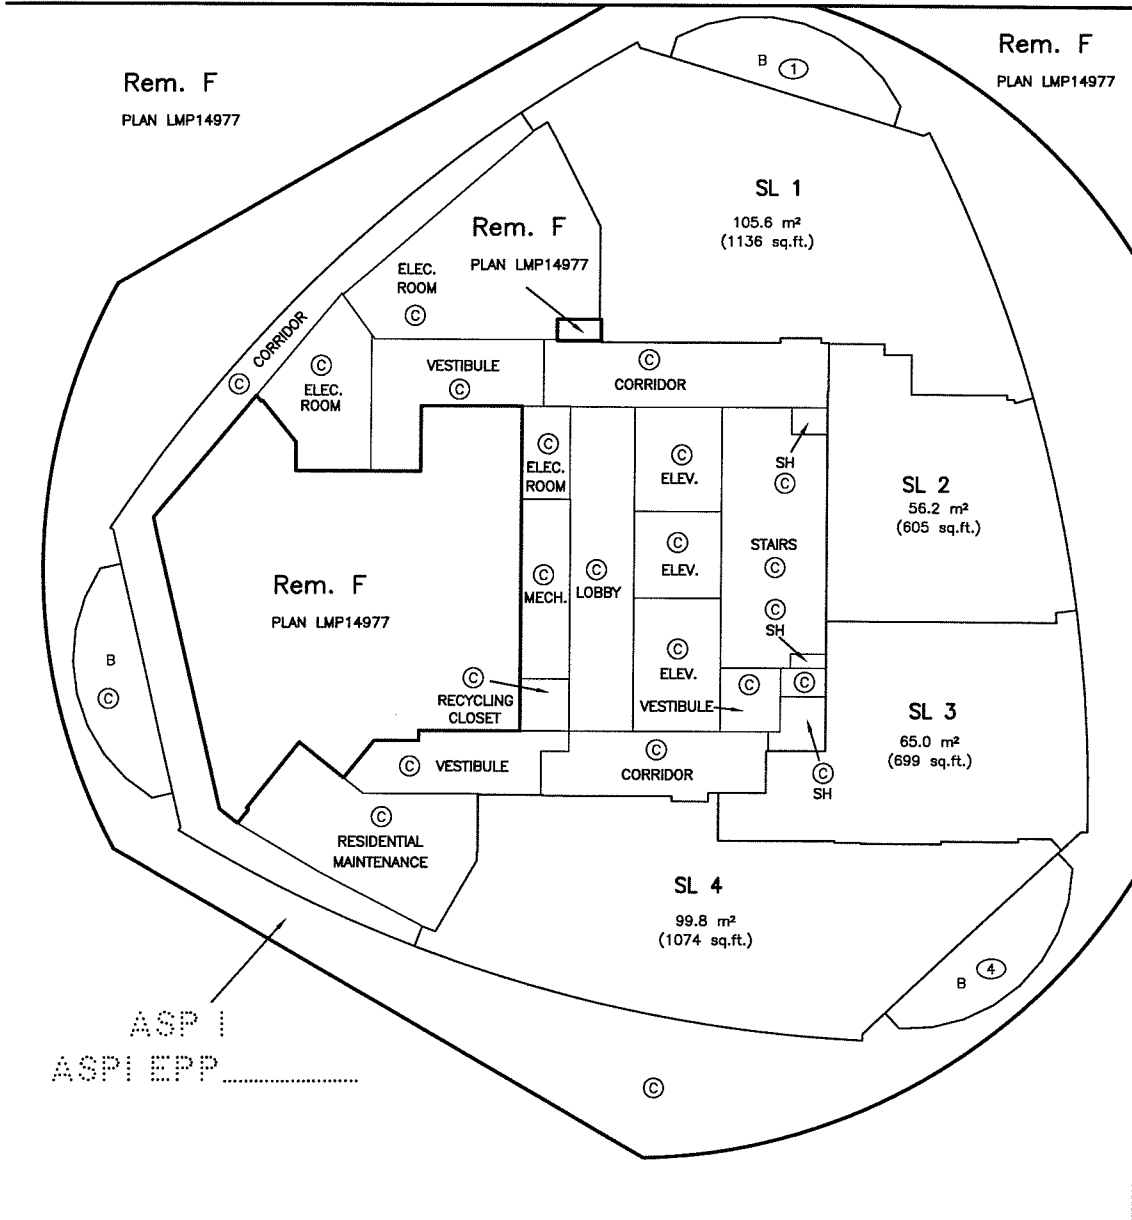 Rem. F
PLAN LMP14977
Rem. F
PLAN LMP14977
B 1
SL 1
105.6 m²
(1136 sq.ft.)
Rem. F
PLAN LMP14977
ELEC.
ROOM
C
CORRIDOR
C
C
ELEC.
ROOM
VESTIBULE
C
C
CORRIDOR
C
ELEC.
ROOM
C
ELEV.
SH
C
SL 2
56.2 m²
(605 sq.ft.)
C
ELEV.
STAIRS
C
C
MECH.
C
LOBBY
C
SH
Rem. F
PLAN LMP14977
B
C
C
RECYCLING
CLOSET
C
ELEV.
C
C
VESTIBULE
SL 3
65.0 m²
(699 sq.ft.)
C VESTIBULE
C
CORRIDOR
C
SH
C
RESIDENTIAL
MAINTENANCE
SL 4
99.8 m²
(1074 sq.ft.)
B 4
ASP 1
ASP1 EPP
C